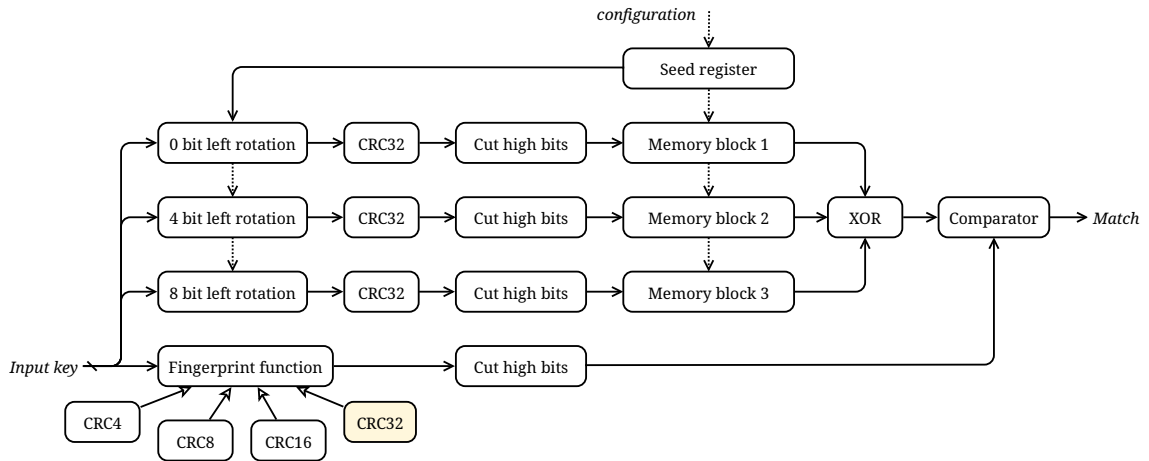 configuration
Seed register
0 bit left rotation CRC32 Cut high bits Memory block 1
4 bit left rotation CRC32 Cut high bits Memory block 2 XOR Comparator Match
8 bit left rotation CRC32 Cut high bits Memory block 3
Input key Fingerprint function Cut high bits
CRC4 CRC8 CRC16 CRC32